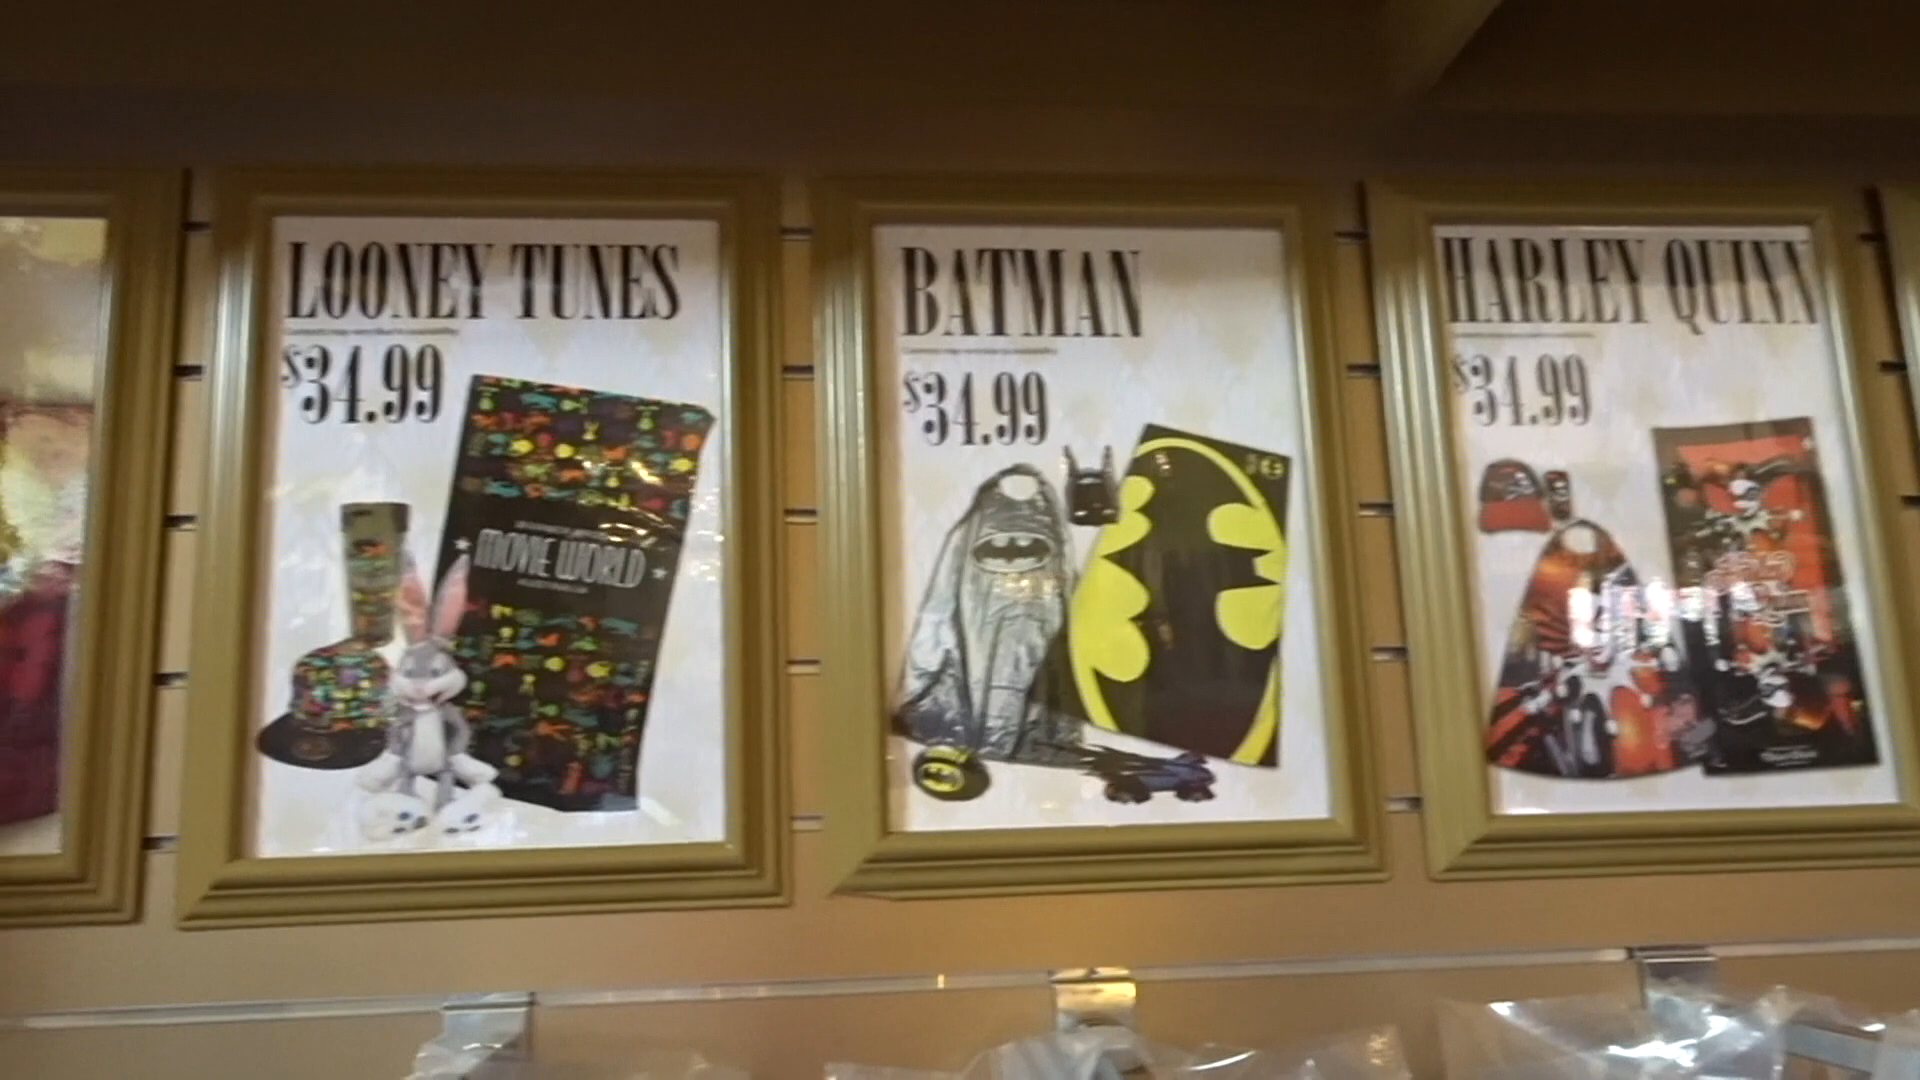 LOONEY TUNES
$34.99
MOVIE WORLD
BATMAN
$34.99
HARLEY QUINN
$34.99